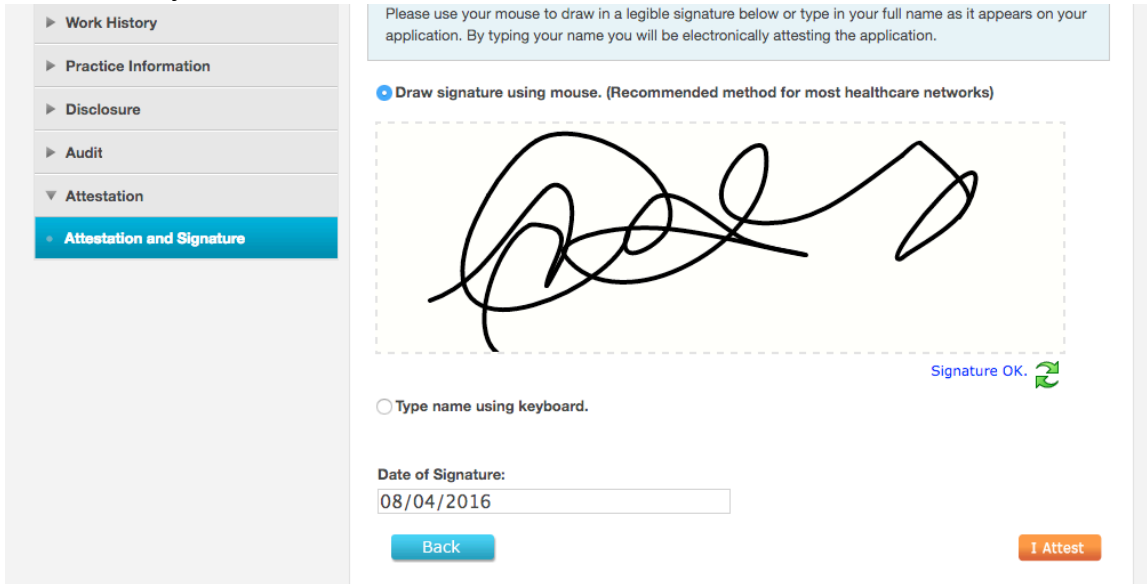 Work History
Practice Information
Disclosure
Audit
Attestation
Attestation and Signature
Please use your mouse to draw in a legible signature below or type in your full name as it appears on your
application. By typing your name you will be electronically attesting the application.
Draw signature using mouse. (Recommended method for most healthcare networks)
Signature OK.
Type name using keyboard.
Date of Signature:
08/04/2016
Back
I Attest